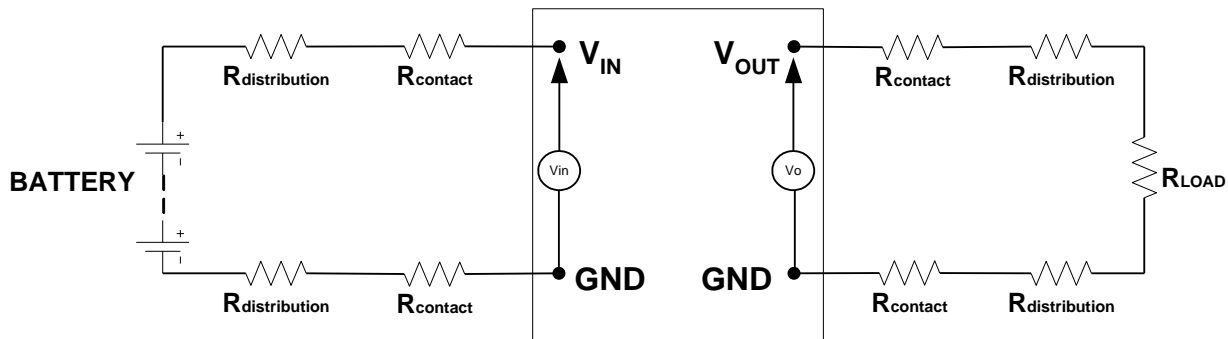 Rdistribution
Rcontact
VIN
VOUT
Rcontact
Rdistribution
+
-
BATTERY
Vin
Vo
RLOAD
+
-
Rdistribution
Rcontact
GND
GND
Rcontact
Rdistribution